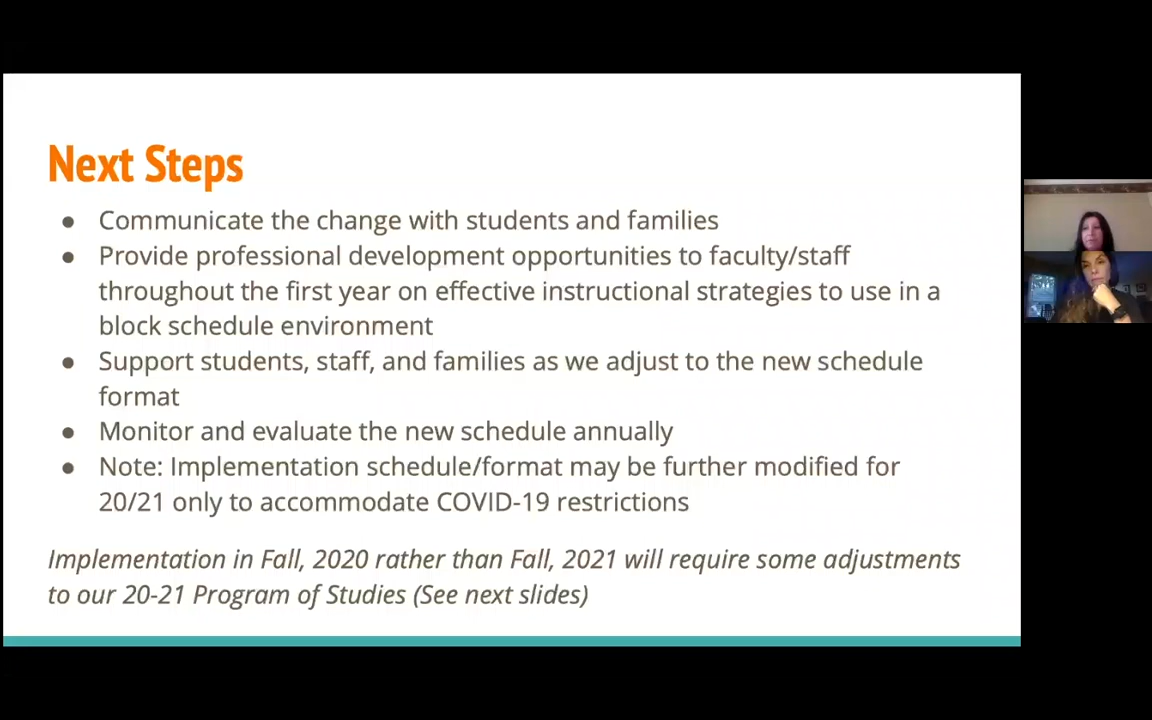 Next Steps
● Communicate the change with students and families
● Provide professional development opportunities to faculty/staff
throughout the first year on effective instructional strategies to use in a
block schedule environment
● Support students, staff, and families as we adjust to the new schedule
format
● Monitor and evaluate the new schedule annually
● Note: Implementation schedule/format may be further modified for
20/21 only to accommodate COVID-19 restrictions
Implementation in Fall, 2020 rather than Fall, 2021 will require some adjustments
to our 20-21 Program of Studies (See next slides)